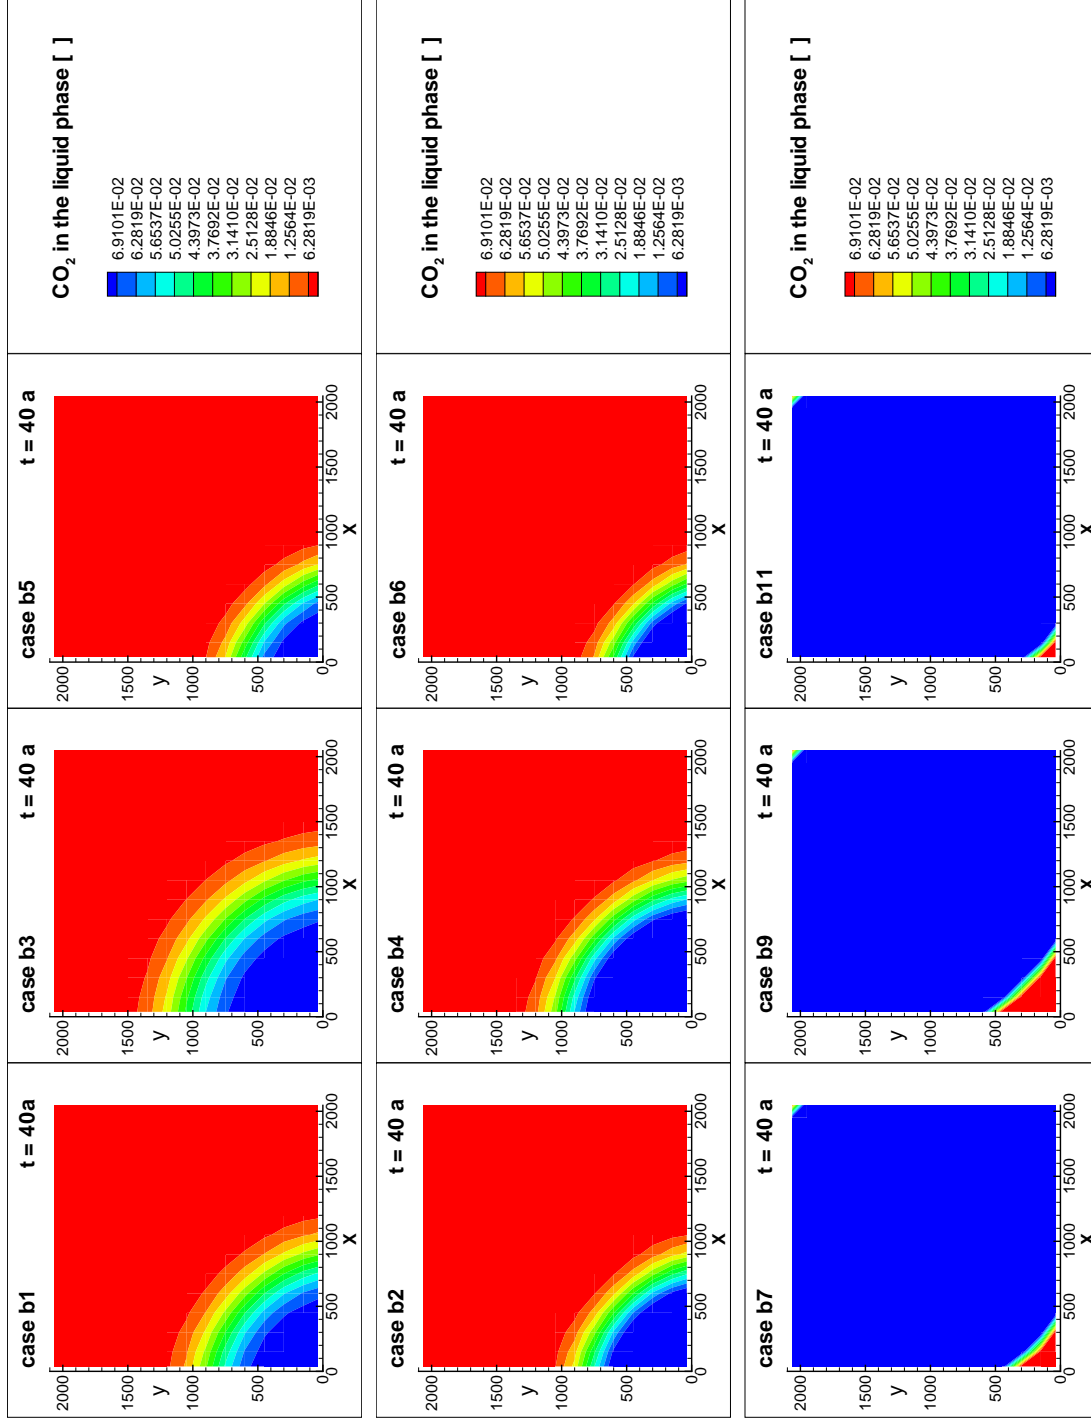 case b1 t = 40a
2000
1500
y
1000
500
0
0 500 1000 1500 2000
x
case b3 t = 40 a
2000
1500
y
1000
500
0
0 500 1000 1500 2000
x
case b5 t = 40 a
2000
1500
y
1000
500
0
0 500 1000 1500 2000
x
CO₂ in the liquid phase [ ]
6.9101E-02
6.2819E-02
5.6537E-02
5.0255E-02
4.3973E-02
3.7692E-02
3.1410E-02
2.5128E-02
1.8846E-02
1.2564E-02
6.2819E-03
case b2 t = 40 a
2000
1500
y
1000
500
0
0 500 1000 1500 2000
x
case b4 t = 40 a
2000
1500
y
1000
500
0
0 500 1000 1500 2000
x
case b6 t = 40 a
2000
1500
y
1000
500
0
0 500 1000 1500 2000
x
CO₂ in the liquid phase [ ]
6.9101E-02
6.2819E-02
5.6537E-02
5.0255E-02
4.3973E-02
3.7692E-02
3.1410E-02
2.5128E-02
1.8846E-02
1.2564E-02
6.2819E-03
case b7 t = 40 a
2000
1500
y
1000
500
0
0 500 1000 1500 2000
x
case b9 t = 40 a
2000
1500
y
1000
500
0
0 500 1000 1500 2000
x
case b11 t = 40 a
2000
1500
y
1000
500
0
0 500 1000 1500 2000
x
CO₂ in the liquid phase [ ]
6.9101E-02
6.2819E-02
5.6537E-02
5.0255E-02
4.3973E-02
3.7692E-02
3.1410E-02
2.5128E-02
1.8846E-02
1.2564E-02
6.2819E-03